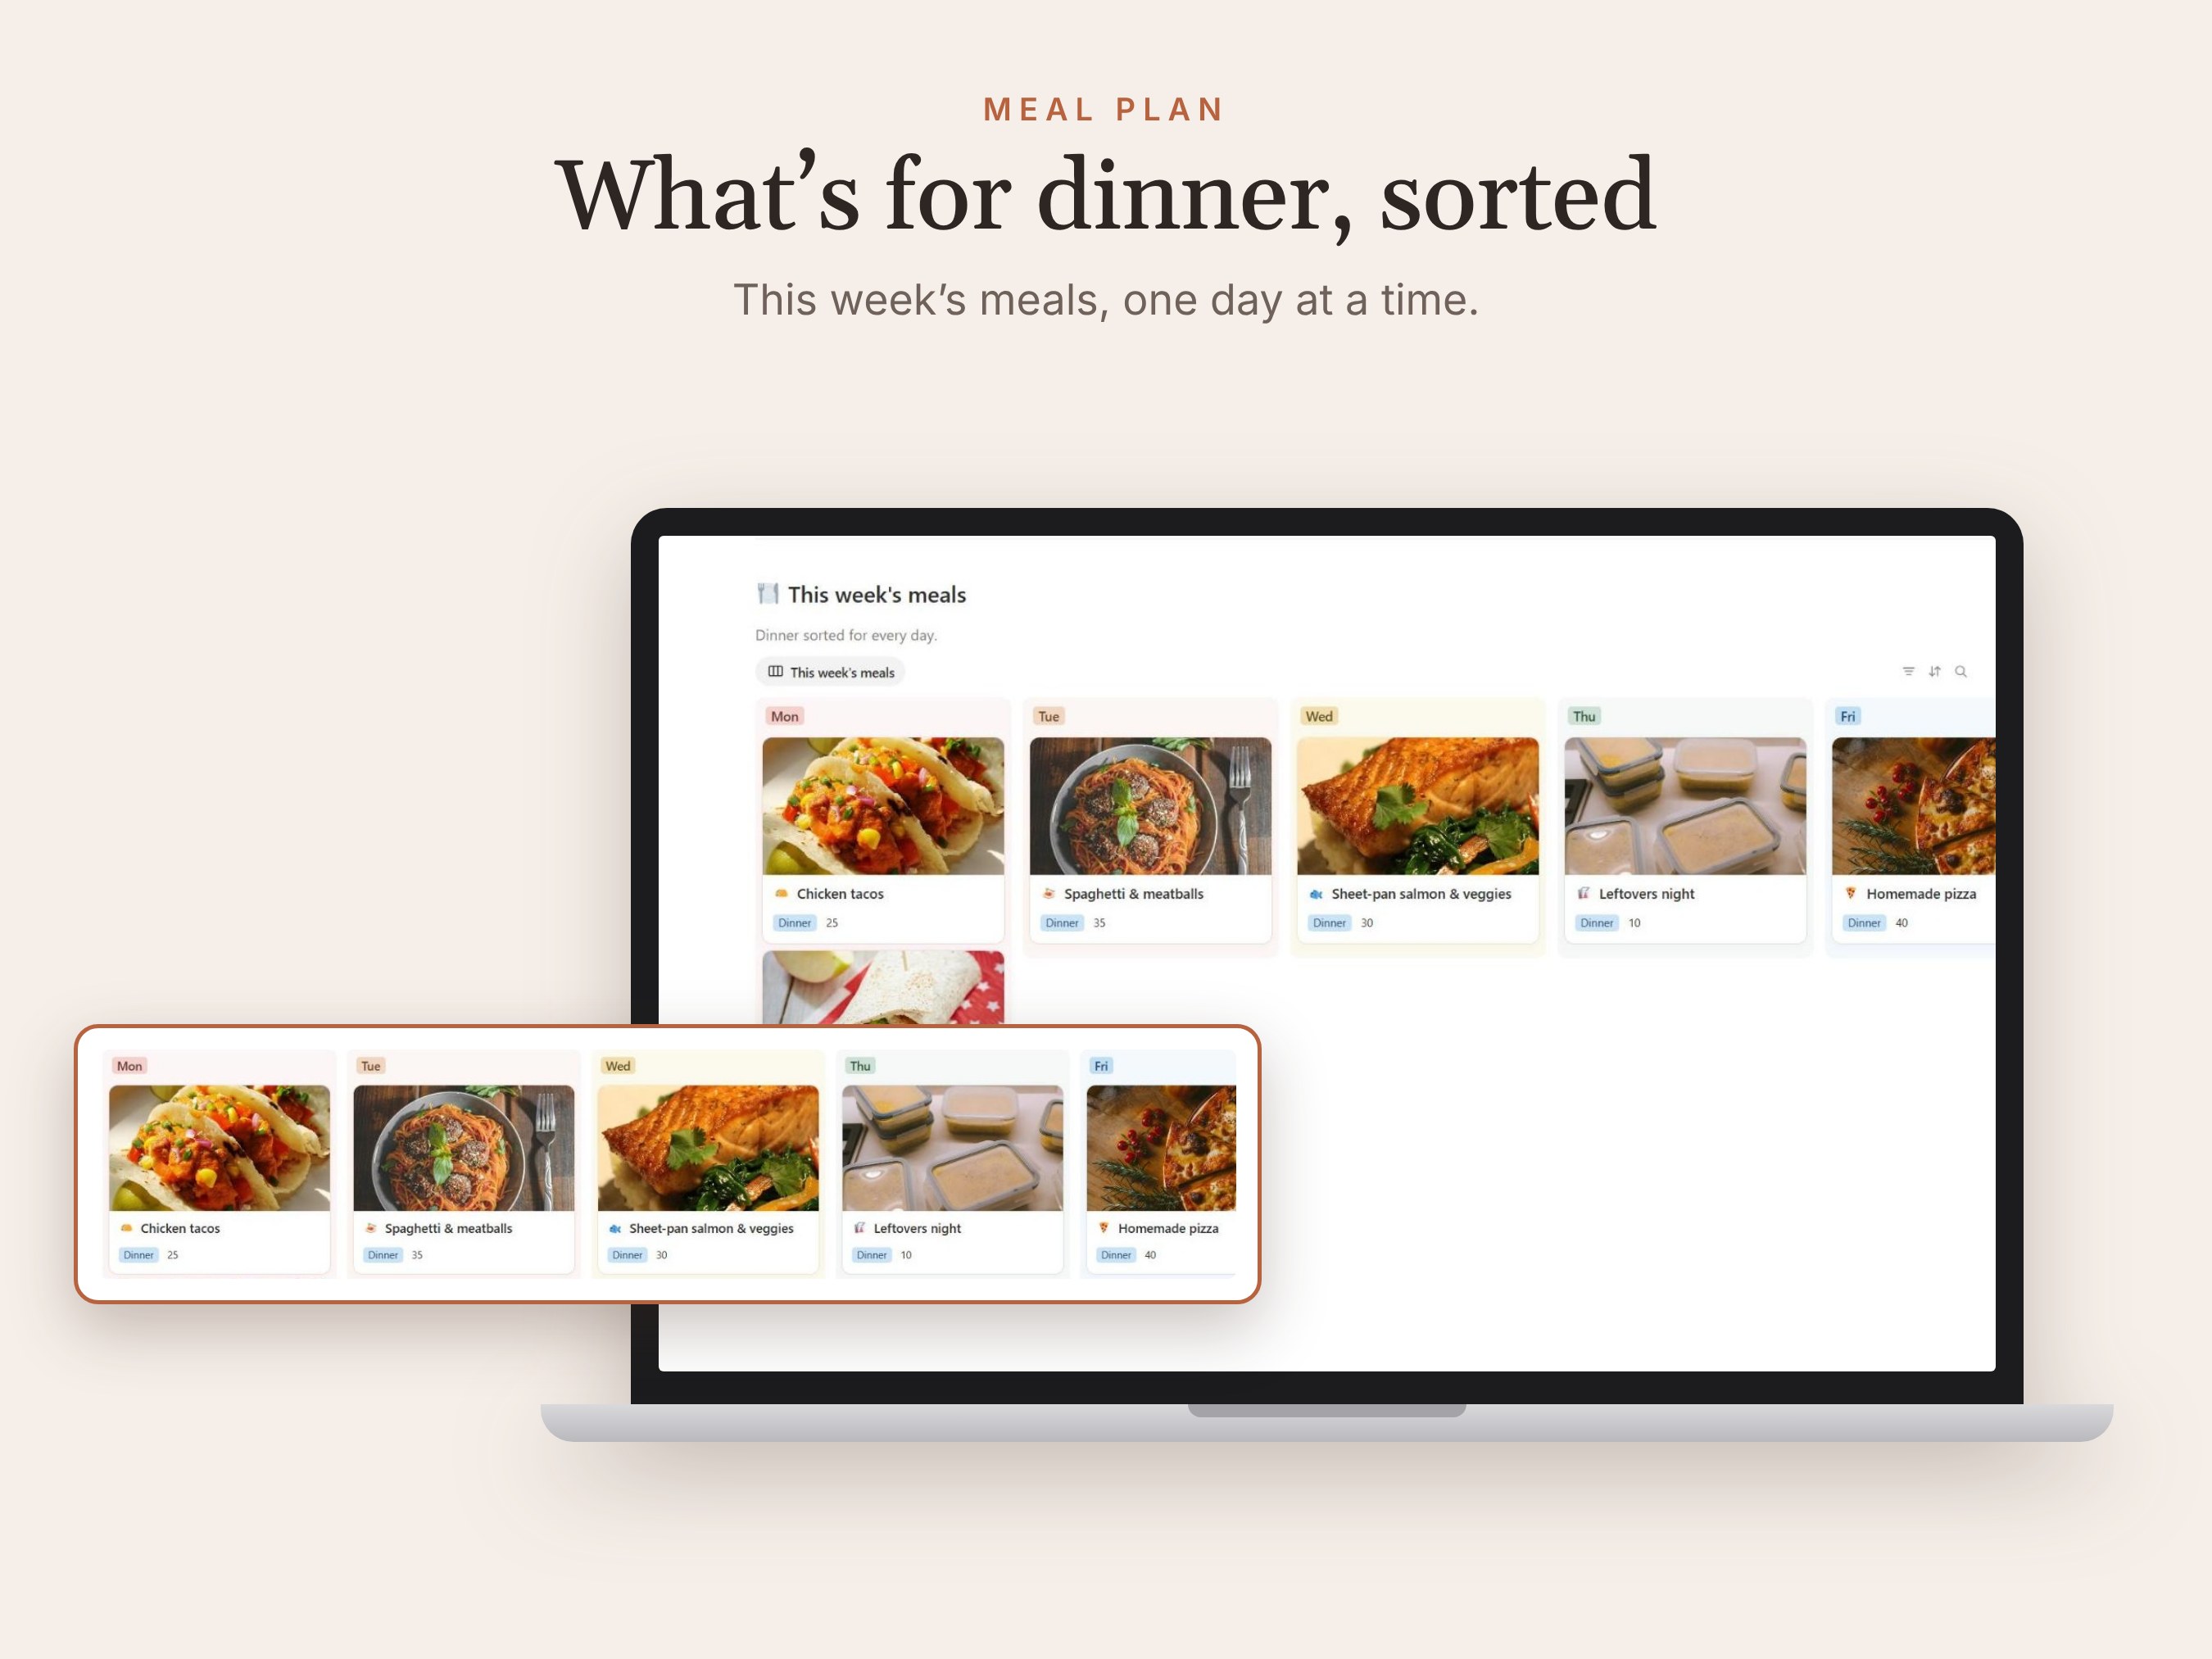 MEAL PLAN
What’s for dinner, sorted
This week’s meals, one day at a time.
This week's meals
Dinner sorted for every day.
This week's meals
Mon Tue Wed Thu Fri
Chicken tacos Spaghetti & meatballs Sheet-pan salmon & veggies Leftovers night Homemade pizza
Dinner 25 Dinner 35 Dinner 30 Dinner 10 Dinner 40
Mon Tue Wed Thu Fri
Chicken tacos Spaghetti & meatballs Sheet-pan salmon & veggies Leftovers night Homemade pizza
Dinner 25 Dinner 35 Dinner 30 Dinner 10 Dinner 40